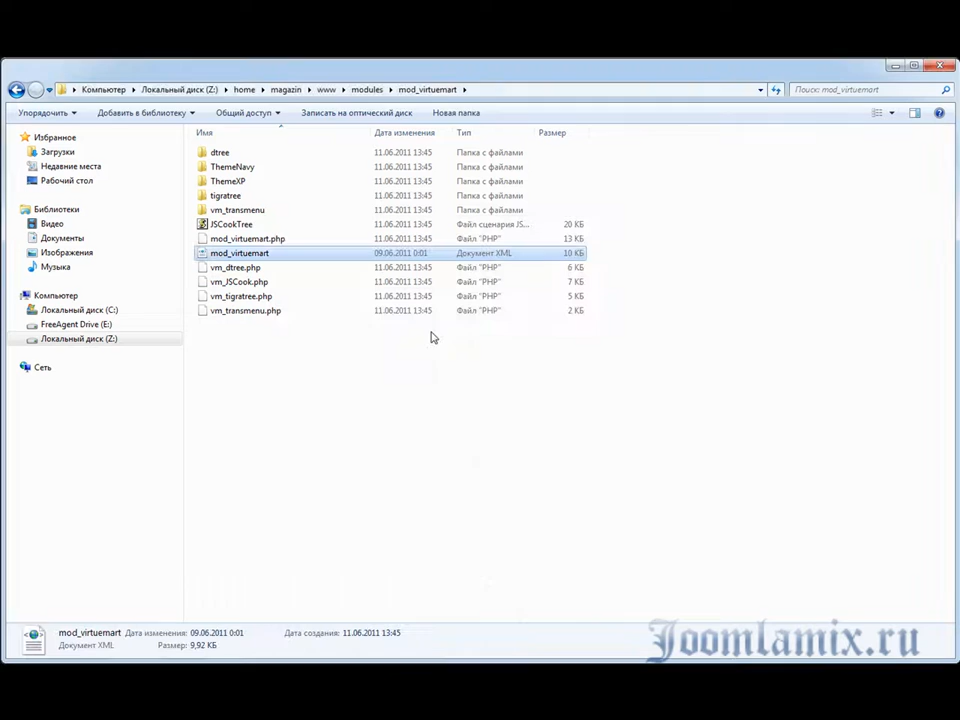 Компьютер ▸ Локальный диск (Z:) ▸ home ▸ magazin ▸ www ▸ modules ▸ mod_virtuemart ▸ Поиск: mod_virtuemart
Упорядочить Добавить в библиотеку Общий доступ Записать на оптический диск Новая папка
Избранное
Загрузки
Недавние места
Рабочий стол
Библиотеки
Видео
Документы
Изображения
Музыка
Компьютер
Локальный диск (C:)
FreeAgent Drive (E:)
Локальный диск (Z:)
Сеть
Имя Дата изменения Тип Размер
dtree 11.06.2011 13:45 Папка с файлами
ThemeNavy 11.06.2011 13:45 Папка с файлами
ThemeXP 11.06.2011 13:45 Папка с файлами
tigratree 11.06.2011 13:45 Папка с файлами
vm_transmenu 11.06.2011 13:45 Папка с файлами
JSCookTree 11.06.2011 13:45 Файл сценария JS... 20 КБ
mod_virtuemart.php 11.06.2011 13:45 Файл "PHP" 13 КБ
mod_virtuemart 09.06.2011 0:01 Документ XML 10 КБ
vm_dtree.php 11.06.2011 13:45 Файл "PHP" 6 КБ
vm_JSCook.php 11.06.2011 13:45 Файл "PHP" 7 КБ
vm_tigratree.php 11.06.2011 13:45 Файл "PHP" 5 КБ
vm_transmenu.php 11.06.2011 13:45 Файл "PHP" 2 КБ
mod_virtuemart Дата изменения: 09.06.2011 0:01 Дата создания: 11.06.2011 13:45
Документ XML Размер: 9,92 КБ
Joomlamix.ru